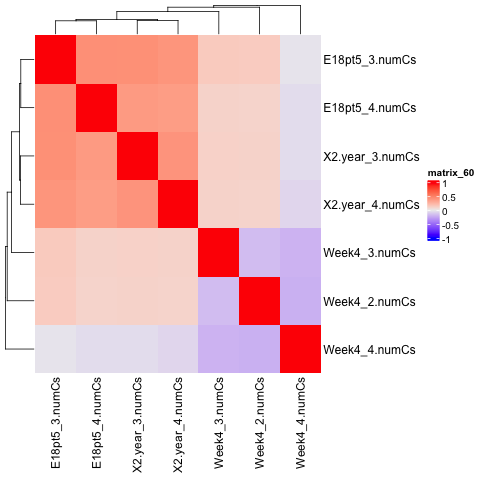 E18pt5_3.numCs
E18pt5_4.numCs
X2.year_3.numCs
X2.year_4.numCs
Week4_3.numCs
Week4_2.numCs
Week4_4.numCs
matrix_60
1
0.5
0
-0.5
-1
E18pt5_3.numCs
E18pt5_4.numCs
X2.year_3.numCs
X2.year_4.numCs
Week4_3.numCs
Week4_2.numCs
Week4_4.numCs